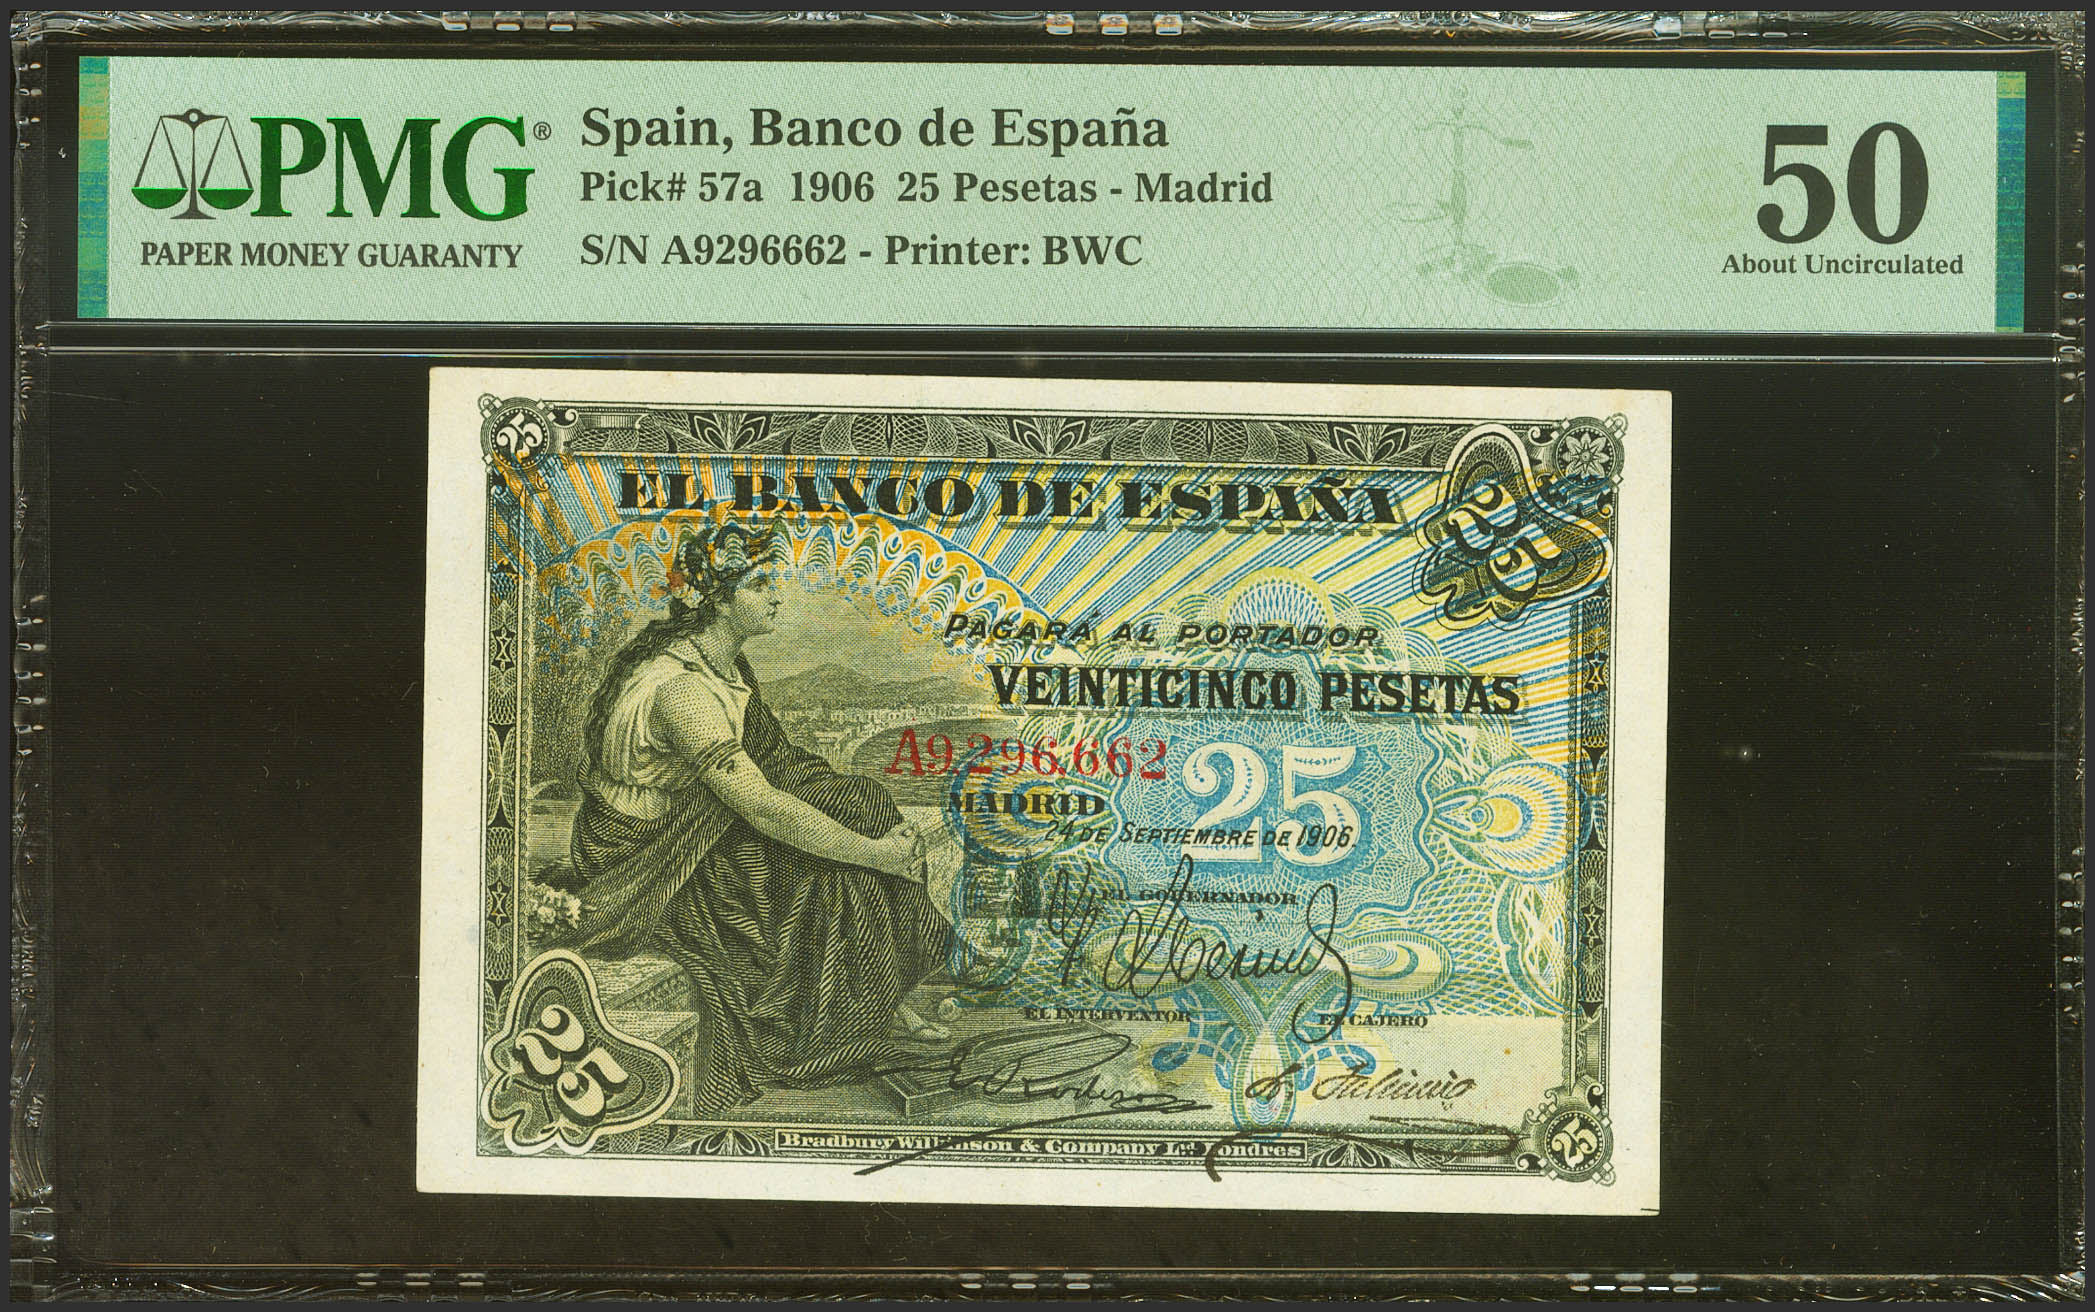 PMG®
PAPER MONEY GUARANTY
Spain, Banco de España
Pick# 57a 1906 25 Pesetas - Madrid
S/N A9296662 - Printer: BWC
50
About Uncirculated
25
25
EL BANCO DE ESPAÑA
PAGARÁ AL PORTADOR
VEINTICINCO PESETAS
A9.296.662
25
MADRID
24 DE SEPTIEMBRE DE 1906.
EL GOBERNADOR,
EL INTERVENTOR
EL CAJERO
25
Bradbury Wilkinson & Company Ld. Londres
25